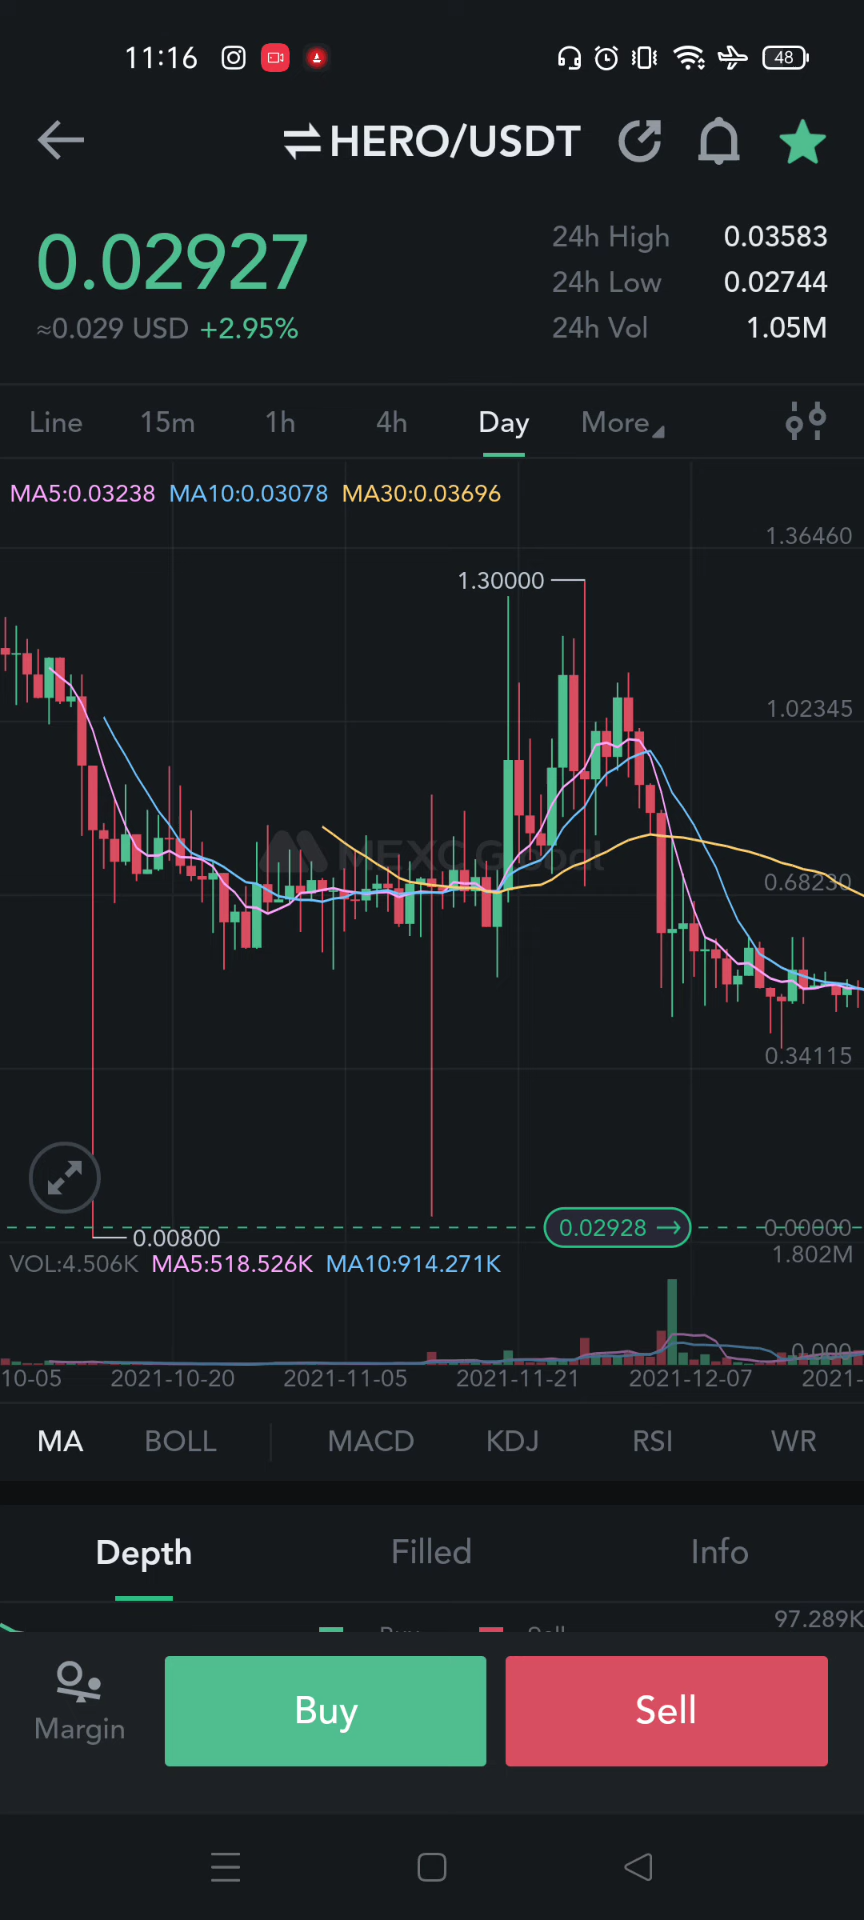 11:16
48
HERO/USDT
0.02927
≈0.029 USD +2.95%
24h High 0.03583
24h Low 0.02744
24h Vol 1.05M
Line 15m 1h 4h Day More
MA5:0.03238 MA10:0.03078 MA30:0.03696
1.36460
1.30000
1.02345
MEXC Global
0.68230
0.34115
0.02928
0.00000
0.00800
VOL:4.506K MA5:518.526K MA10:914.271K
1.802M
0.000
10-05 2021-10-20 2021-11-05 2021-11-21 2021-12-07 2021-
MA BOLL MACD KDJ RSI WR
Depth Filled Info
Buy Sell 97.289K
Margin Buy Sell